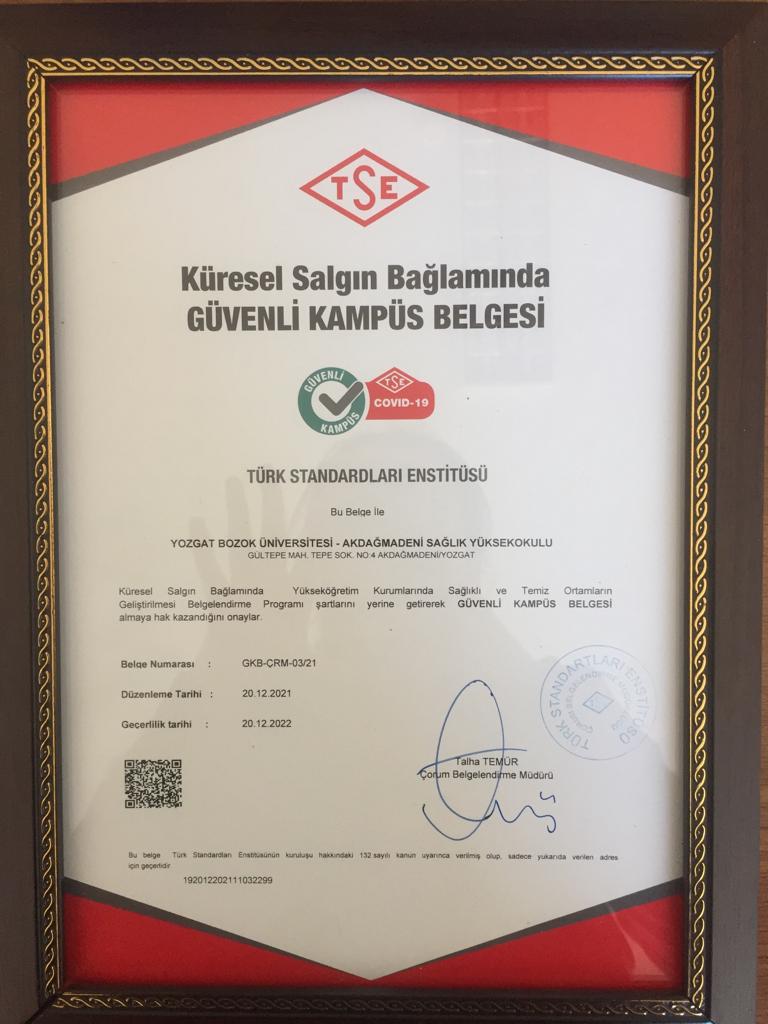 TSE
Küresel Salgın Bağlamında
GÜVENLİ KAMPÜS BELGESİ
GÜVENLİ
KAMPÜS
TSE
COVID-19
TÜRK STANDARDLARI ENSTİTÜSÜ
Bu Belge İle
YOZGAT BOZOK ÜNİVERSİTESİ - AKDAĞMADENİ SAĞLIK YÜKSEKOKULU
GÜLTEPE MAH. TEPE SOK. NO:4 AKDAĞMADENİ/YOZGAT
Küresel Salgın Bağlamında Yükseköğretim Kurumlarında Sağlıklı ve Temiz Ortamların
Geliştirilmesi Belgelendirme Programı şartlarını yerine getirerek GÜVENLİ KAMPÜS BELGESİ
almaya hak kazandığını onaylar.
Belge Numarası : GKB-ÇRM-03/21
Düzenleme Tarihi : 20.12.2021
Geçerlilik tarihi : 20.12.2022
TÜRK STANDARTLARI ENSTİTÜSÜ
ÇORUM BELGELENDİRME MÜDÜRLÜĞÜ
Talha TEMÜR
Çorum Belgelendirme Müdürü
Bu belge Türk Standardları Enstitüsünün kuruluşu hakkındaki 132 sayılı kanun uyarınca verilmiş olup, sadece yukarıda verilen adres
için geçerlidir
192012202111032299